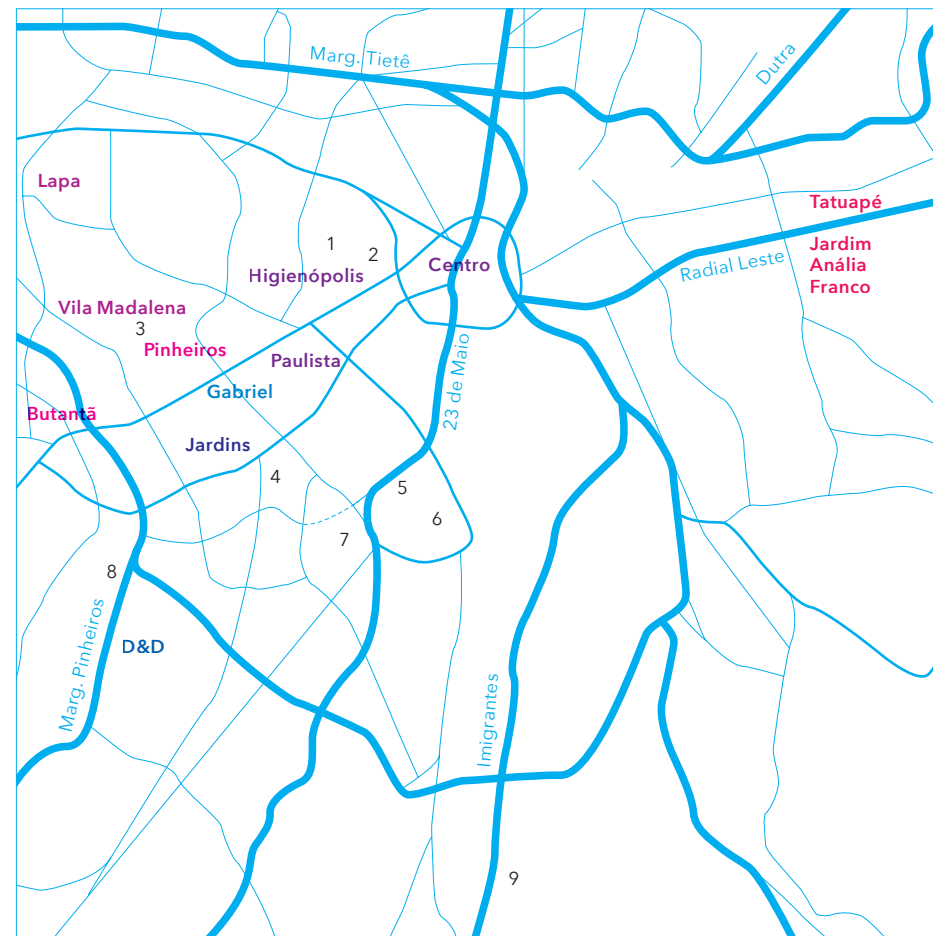 Marg. Tietê
Dutra
Lapa
Tatuapé
1
2
Jardim
Anália
Franco
Higienópolis
Centro
Radial Leste
Vila Madalena
3
Pinheiros
Paulista
23 de Maio
Gabriel
Butantã
Jardins
4
5
6
7
8
Marg. Pinheiros
D&D
Imigrantes
9